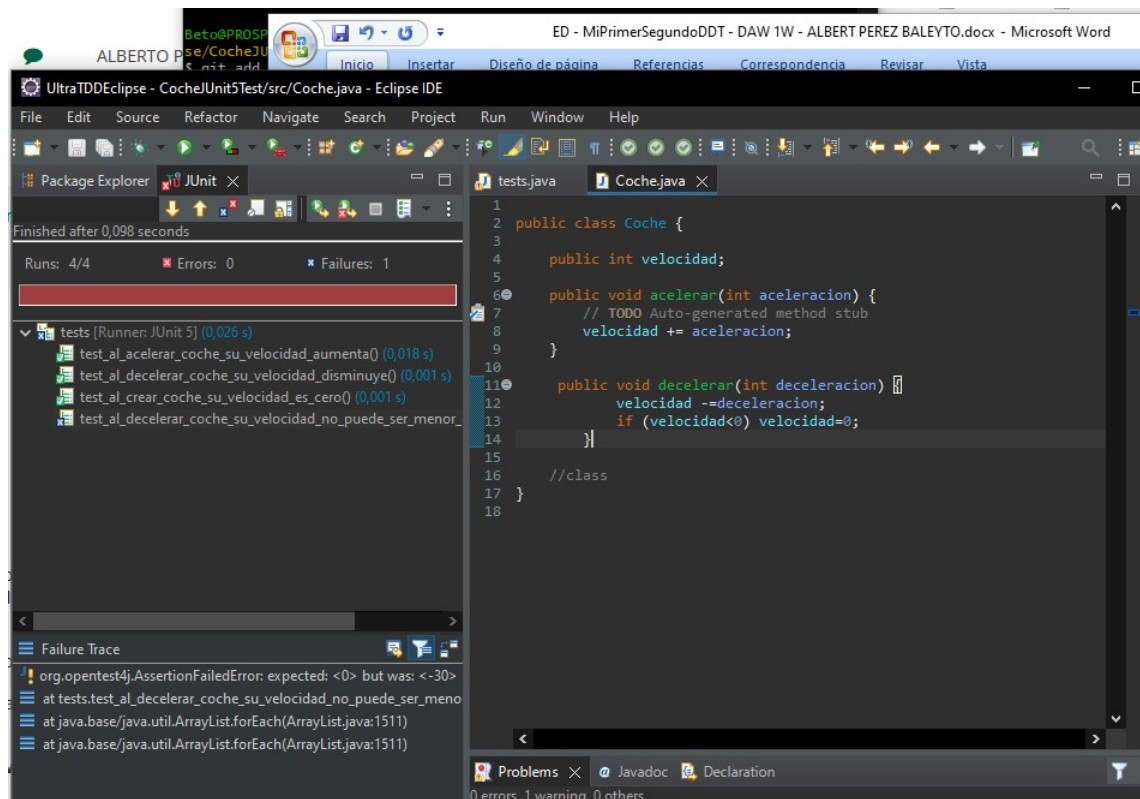 Beto@PROSP
se/CocheJU
$ git add
ALBERTO P
ED - MiPrimerSegundoDDT - DAW 1W - ALBERT PEREZ BALEYTO.docx - Microsoft Word
Inicio Insertar Diseño de página Referencias Correspondencia Revisar Vista
UltraTDDEclipse - CocheJUnit5Test/src/Coche.java - Eclipse IDE
File Edit Source Refactor Navigate Search Project Run Window Help
Package Explorer JUnit
Finished after 0,098 seconds
Runs: 4/4 Errors: 0 Failures: 1
tests [Runner: JUnit 5] (0,026 s)
test_al_acelerar_coche_su_velocidad_aumenta() (0,018 s)
test_al_decelerar_coche_su_velocidad_disminuye() (0,001 s)
test_al_crear_coche_su_velocidad_es_cero() (0,001 s)
test_al_decelerar_coche_su_velocidad_no_puede_ser_menor_
Failure Trace
org.opentest4j.AssertionFailedError: expected: <0> but was: <-30>
at tests.test_al_decelerar_coche_su_velocidad_no_puede_ser_meno
at java.base/java.util.ArrayList.forEach(ArrayList.java:1511)
at java.base/java.util.ArrayList.forEach(ArrayList.java:1511)
tests.java Coche.java
1
2 public class Coche {
3
4 public int velocidad;
5
6 public void acelerar(int aceleracion) {
7 // TODO Auto-generated method stub
8 velocidad += aceleracion;
9 }
10
11 public void decelerar(int deceleracion) {
12 velocidad -=deceleracion;
13 if (velocidad<0) velocidad=0;
14 }
15
16 //class
17 }
18
Problems Javadoc Declaration
0 errors, 1 warning, 0 others